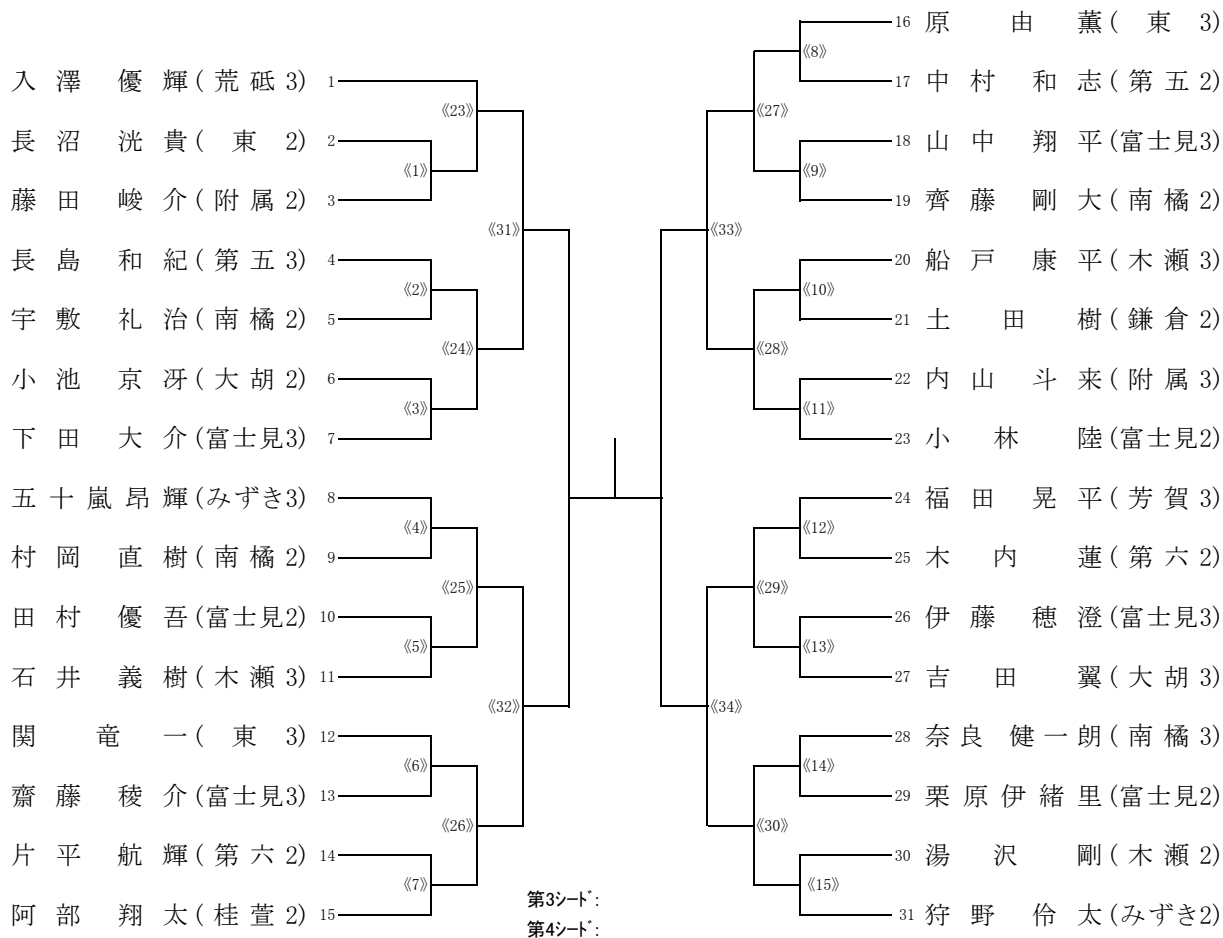 入澤 優輝(荒砥3) 1
長沼 洸貴(東 2) 2
藤田 峻介(附属2) 3
長島 和紀(第五3) 4
宇敷 礼治(南橘2) 5
小池 京冴(大胡2) 6
下田 大介(富士見3) 7
五十嵐昂輝(みずき3) 8
村岡 直樹(南橘2) 9
田村 優吾(富士見2) 10
石井 義樹(木瀬3) 11
関 竜一(東 3) 12
齋藤 稜介(富士見3) 13
片平 航輝(第六2) 14
阿部 翔太(桂萱2) 15
《1》
《2》
《3》
《4》
《5》
《6》
《7》
《23》
《24》
《25》
《26》
《31》
《32》
第3シード:
第4シード:
《33》
《34》
《27》
《28》
《29》
《30》
《8》
《9》
《10》
《11》
《12》
《13》
《14》
《15》
16 原 由薫(東 3)
17 中村 和志(第五2)
18 山中 翔平(富士見3)
19 齊藤 剛大(南橘2)
20 船戸 康平(木瀬3)
21 土田 樹(鎌倉2)
22 内山 斗来(附属3)
23 小林 陸(富士見2)
24 福田 晃平(芳賀3)
25 木内 蓮(第六2)
26 伊藤 穂澄(富士見3)
27 吉田 翼(大胡3)
28 奈良 健一朗(南橘3)
29 栗原伊緒里(富士見2)
30 湯沢 剛(木瀬2)
31 狩野 伶太(みずき2)